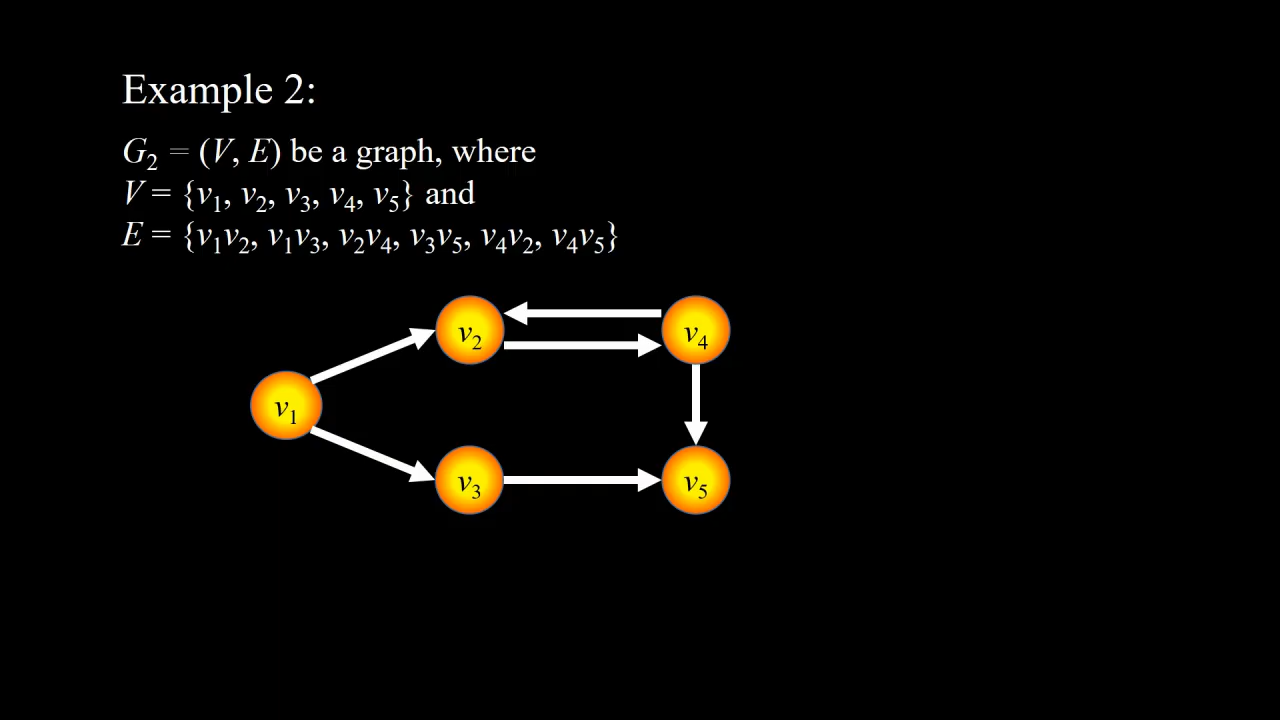 Example 2:
G₂ = (V, E) be a graph, where
V = {v₁, v₂, v₃, v₄, v₅} and
E = {v₁v₂, v₁v₃, v₂v₄, v₃v₅, v₄v₂, v₄v₅}
v₂
v₄
v₁
v₃
v₅